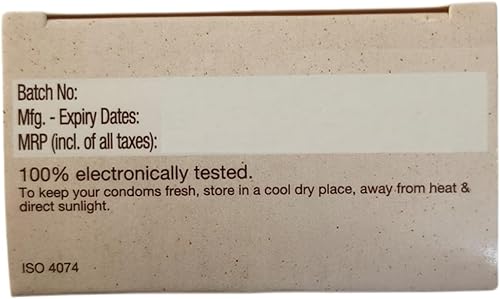 Batch No:
Mfg. - Expiry Dates:
MRP (incl. of all taxes):
100% electronically tested.
To keep your condoms fresh, store in a cool dry place, away from heat &
direct sunlight.
ISO 4074